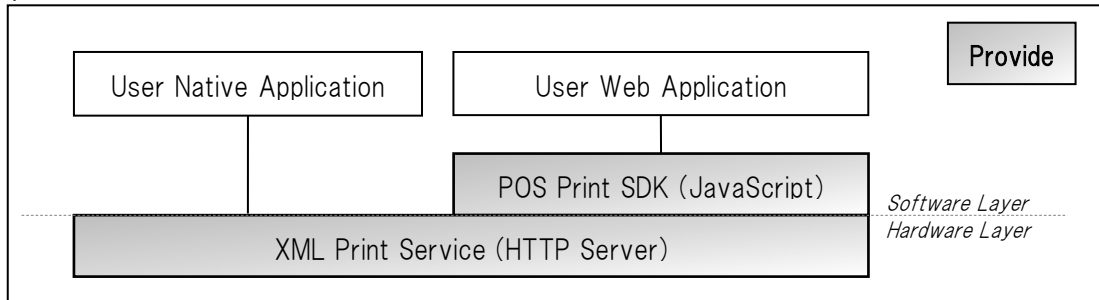 Provide
User Native Application
User Web Application
POS Print SDK (JavaScript)
Software Layer
Hardware Layer
XML Print Service (HTTP Server)